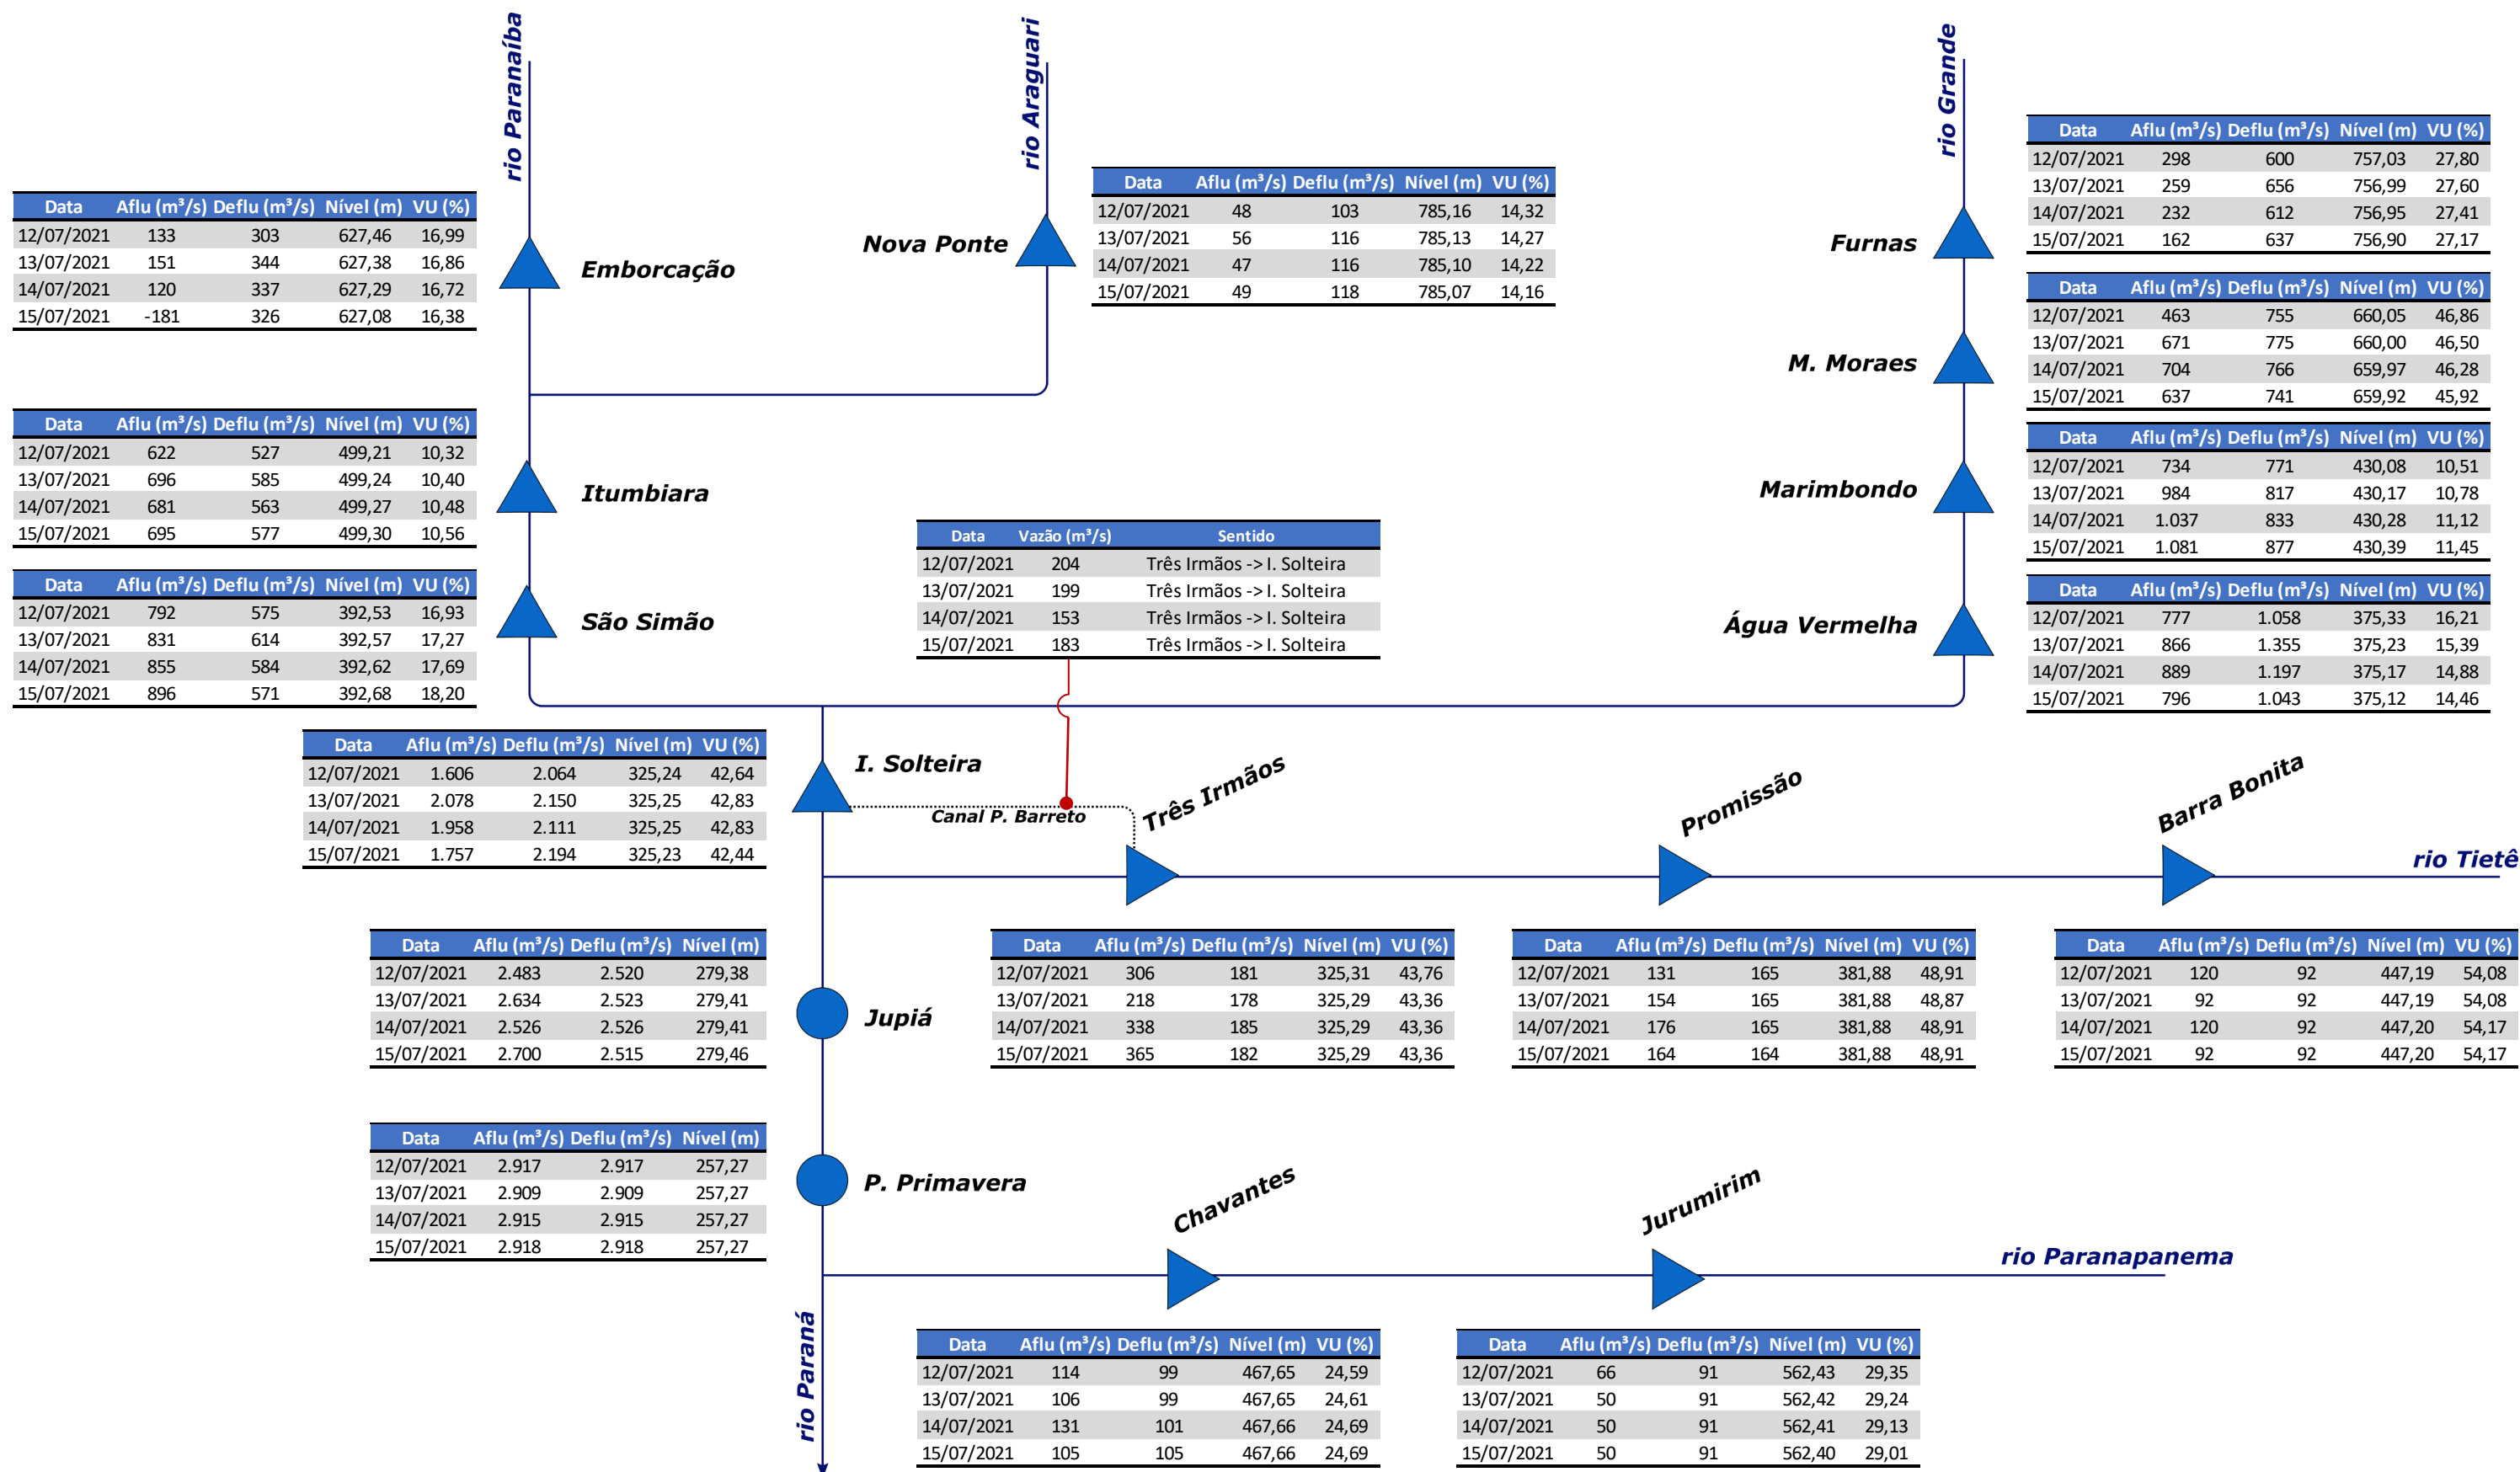 rio Paranaíba
rio Araguari
rio Grande
Data Aflu (m³/s) Deflu (m³/s) Nível (m) VU (%)
12/07/2021 298 600 757,03 27,80
13/07/2021 259 656 756,99 27,60
14/07/2021 232 612 756,95 27,41
15/07/2021 162 637 756,90 27,17
Furnas
Data Aflu (m³/s) Deflu (m³/s) Nível (m) VU (%)
12/07/2021 48 103 785,16 14,32
13/07/2021 56 116 785,13 14,27
14/07/2021 47 116 785,10 14,22
15/07/2021 49 118 785,07 14,16
Nova Ponte
Data Aflu (m³/s) Deflu (m³/s) Nível (m) VU (%)
12/07/2021 133 303 627,46 16,99
13/07/2021 151 344 627,38 16,86
14/07/2021 120 337 627,29 16,72
15/07/2021 -181 326 627,08 16,38
Emborcação
Data Aflu (m³/s) Deflu (m³/s) Nível (m) VU (%)
12/07/2021 463 755 660,05 46,86
13/07/2021 671 775 660,00 46,50
14/07/2021 704 766 659,97 46,28
15/07/2021 637 741 659,92 45,92
M. Moraes
Data Aflu (m³/s) Deflu (m³/s) Nível (m) VU (%)
12/07/2021 622 527 499,21 10,32
13/07/2021 696 585 499,24 10,40
14/07/2021 681 563 499,27 10,48
15/07/2021 695 577 499,30 10,56
Itumbiara
Data Aflu (m³/s) Deflu (m³/s) Nível (m) VU (%)
12/07/2021 734 771 430,08 10,51
13/07/2021 984 817 430,17 10,78
14/07/2021 1.037 833 430,28 11,12
15/07/2021 1.081 877 430,39 11,45
Marimbondo
Data Vazão (m³/s) Sentido
12/07/2021 204 Três Irmãos -> I. Solteira
13/07/2021 199 Três Irmãos -> I. Solteira
14/07/2021 153 Três Irmãos -> I. Solteira
15/07/2021 183 Três Irmãos -> I. Solteira
Data Aflu (m³/s) Deflu (m³/s) Nível (m) VU (%)
12/07/2021 792 575 392,53 16,93
13/07/2021 831 614 392,57 17,27
14/07/2021 855 584 392,62 17,69
15/07/2021 896 571 392,68 18,20
São Simão
Data Aflu (m³/s) Deflu (m³/s) Nível (m) VU (%)
12/07/2021 777 1.058 375,33 16,21
13/07/2021 866 1.355 375,23 15,39
14/07/2021 889 1.197 375,17 14,88
15/07/2021 796 1.043 375,12 14,46
Água Vermelha
Data Aflu (m³/s) Deflu (m³/s) Nível (m) VU (%)
12/07/2021 1.606 2.064 325,24 42,64
13/07/2021 2.078 2.150 325,25 42,83
14/07/2021 1.958 2.111 325,25 42,83
15/07/2021 1.757 2.194 325,23 42,44
I. Solteira
Canal P. Barreto
Três Irmãos
Promissão
Barra Bonita
rio Tietê
Data Aflu (m³/s) Deflu (m³/s) Nível (m)
12/07/2021 2.483 2.520 279,38
13/07/2021 2.634 2.523 279,41
14/07/2021 2.526 2.526 279,41
15/07/2021 2.700 2.515 279,46
Jupiá
Data Aflu (m³/s) Deflu (m³/s) Nível (m) VU (%)
12/07/2021 306 181 325,31 43,76
13/07/2021 218 178 325,29 43,36
14/07/2021 338 185 325,29 43,36
15/07/2021 365 182 325,29 43,36
Data Aflu (m³/s) Deflu (m³/s) Nível (m) VU (%)
12/07/2021 131 165 381,88 48,91
13/07/2021 154 165 381,88 48,87
14/07/2021 176 165 381,88 48,91
15/07/2021 164 164 381,88 48,91
Data Aflu (m³/s) Deflu (m³/s) Nível (m) VU (%)
12/07/2021 120 92 447,19 54,08
13/07/2021 92 92 447,19 54,08
14/07/2021 120 92 447,20 54,17
15/07/2021 92 92 447,20 54,17
Data Aflu (m³/s) Deflu (m³/s) Nível (m)
12/07/2021 2.917 2.917 257,27
13/07/2021 2.909 2.909 257,27
14/07/2021 2.915 2.915 257,27
15/07/2021 2.918 2.918 257,27
P. Primavera
Chavantes
Jurumirim
rio Paranapanema
rio Paraná
Data Aflu (m³/s) Deflu (m³/s) Nível (m) VU (%)
12/07/2021 114 99 467,65 24,59
13/07/2021 106 99 467,65 24,61
14/07/2021 131 101 467,66 24,69
15/07/2021 105 105 467,66 24,69
Data Aflu (m³/s) Deflu (m³/s) Nível (m) VU (%)
12/07/2021 66 91 562,43 29,35
13/07/2021 50 91 562,42 29,24
14/07/2021 50 91 562,41 29,13
15/07/2021 50 91 562,40 29,01